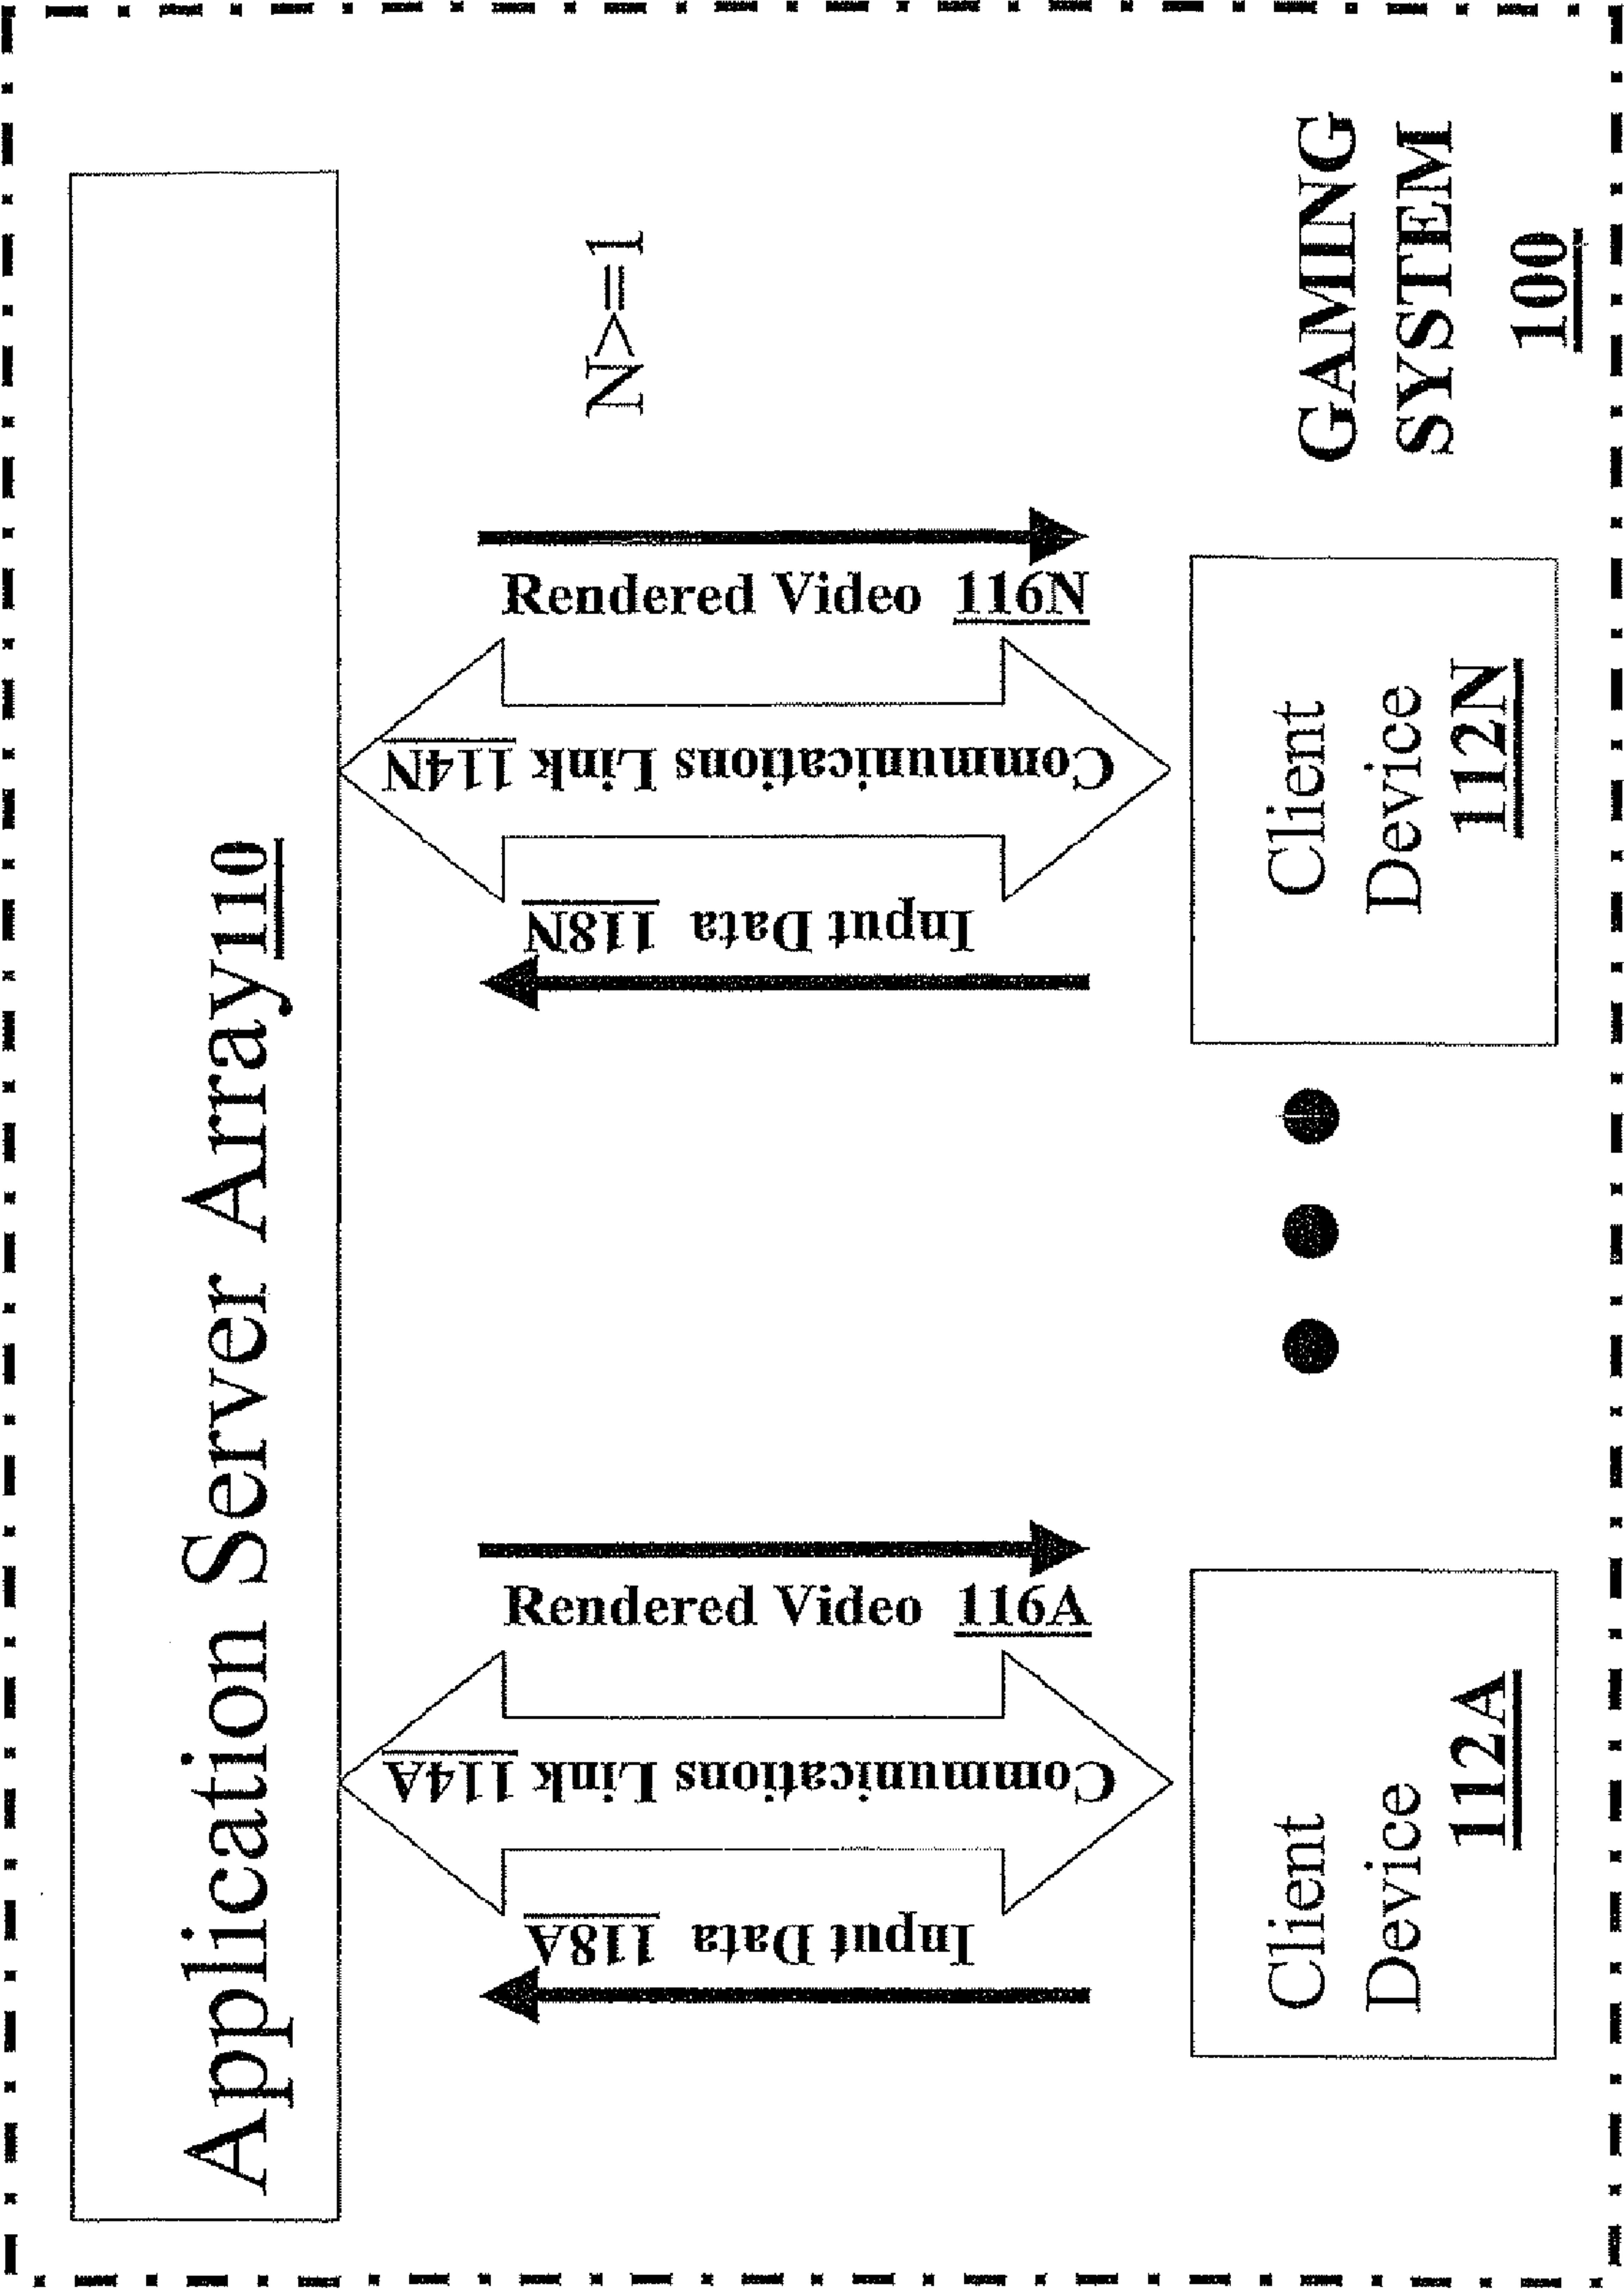 Application Server Array110
Input Data 118A
Communications Link 114A
Rendered Video 116A
Input Data 118N
Communications Link 114N
Rendered Video 116N
N>=1
Client
Device
112A
Client
Device
112N
GAMING
SYSTEM
100